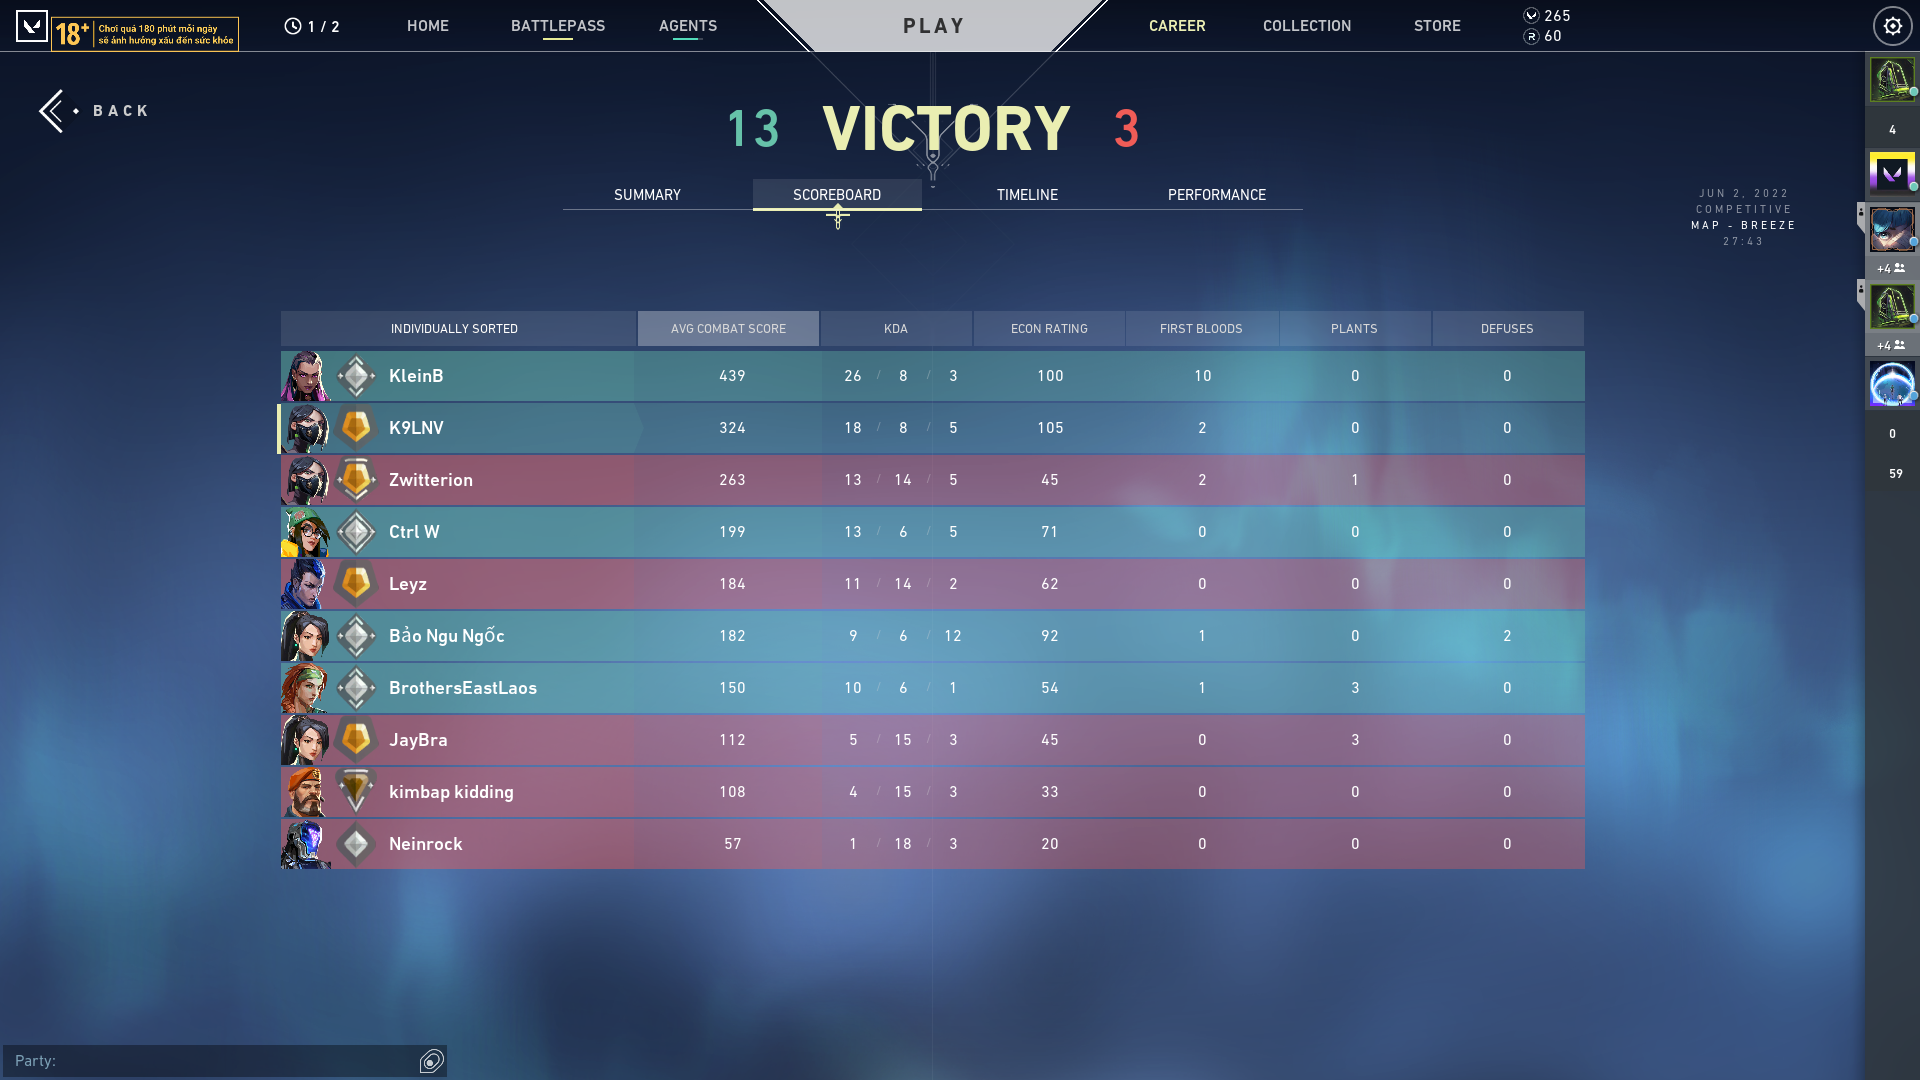 18+ Chơi quá 180 phút mỗi ngày
sẽ ảnh hưởng xấu đến sức khỏe
1 / 2 HOME BATTLEPASS AGENTS PLAY CAREER COLLECTION STORE 265
R 60
BACK
13 VICTORY 3
SUMMARY SCOREBOARD TIMELINE PERFORMANCE
JUN 2, 2022
COMPETITIVE
MAP - BREEZE
27:43
INDIVIDUALLY SORTED AVG COMBAT SCORE KDA ECON RATING FIRST BLOODS PLANTS DEFUSES
KleinB 439 26 / 8 / 3 100 10 0 0
K9LNV 324 18 / 8 / 5 105 2 0 0
Zwitterion 263 13 / 14 / 5 45 2 1 0
Ctrl W 199 13 / 6 / 5 71 0 0 0
Leyz 184 11 / 14 / 2 62 0 0 0
Bảo Ngu Ngốc 182 9 / 6 / 12 92 1 0 2
BrothersEastLaos 150 10 / 6 / 1 54 1 3 0
JayBra 112 5 / 15 / 3 45 0 3 0
kimbap kidding 108 4 / 15 / 3 33 0 0 0
Neinrock 57 1 / 18 / 3 20 0 0 0
4
+4
+4
0
59
Party: